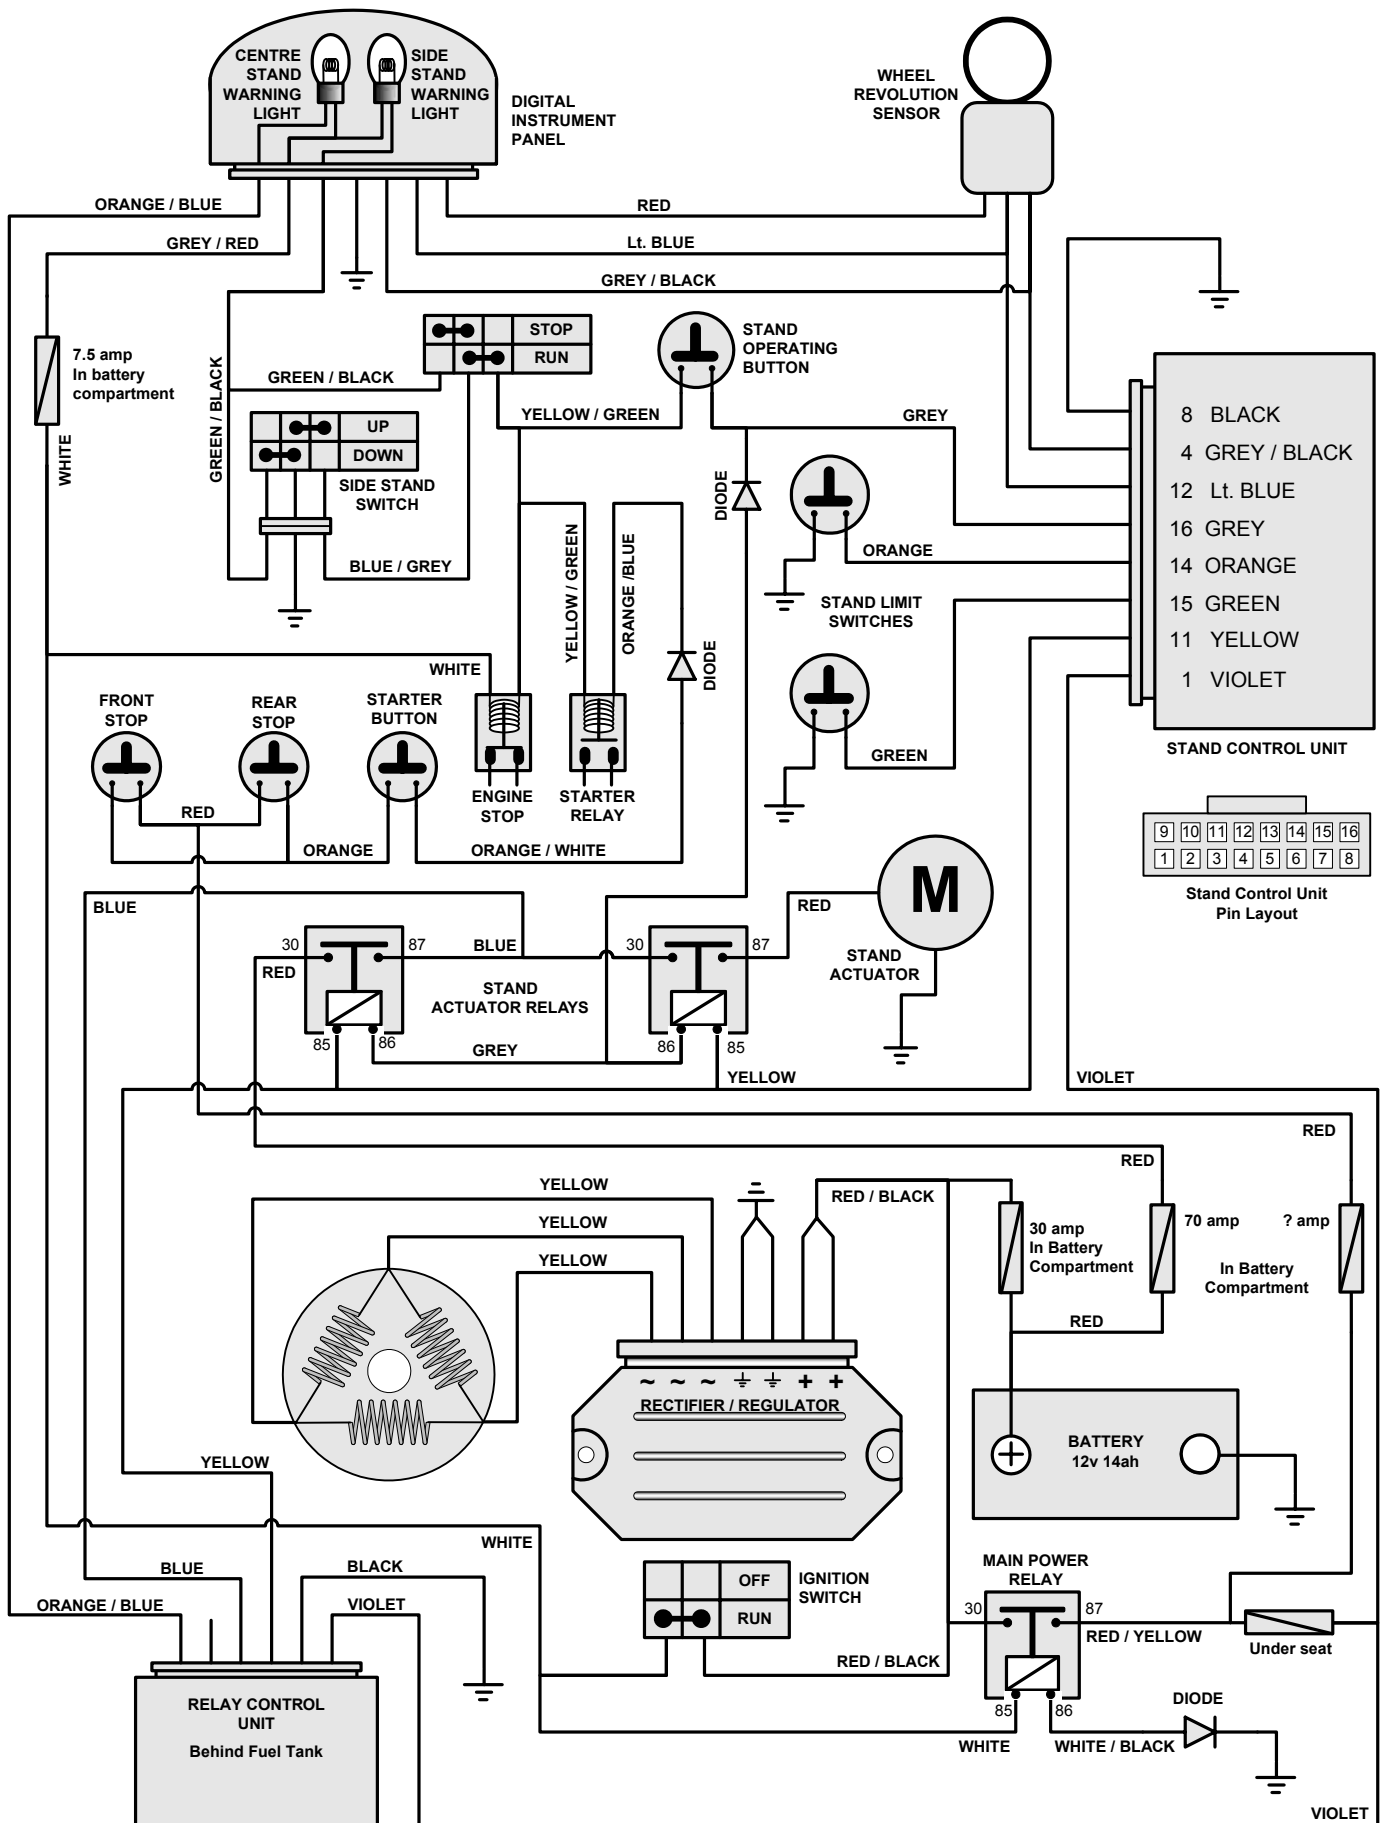 CENTRE
STAND
WARNING
LIGHT
SIDE
STAND
WARNING
LIGHT
DIGITAL
INSTRUMENT
PANEL
WHEEL
REVOLUTION
SENSOR
ORANGE / BLUE
RED
GREY / RED
Lt. BLUE
GREY / BLACK
7.5 amp
In battery
compartment
WHITE
GREEN / BLACK
STOP
RUN
GREEN / BLACK
STAND
OPERATING
BUTTON
YELLOW / GREEN
GREY
UP
DOWN
SIDE STAND
SWITCH
BLUE / GREY
DIODE
ORANGE
STAND LIMIT
SWITCHES
YELLOW / GREEN
ORANGE /BLUE
DIODE
GREEN
8 BLACK
4 GREY / BLACK
12 Lt. BLUE
16 GREY
14 ORANGE
15 GREEN
11 YELLOW
1 VIOLET
STAND CONTROL UNIT
WHITE
FRONT
STOP
REAR
STOP
STARTER
BUTTON
ENGINE
STOP
STARTER
RELAY
RED
ORANGE
ORANGE / WHITE
9 10 11 12 13 14 15 16
1 2 3 4 5 6 7 8
Stand Control Unit
Pin Layout
BLUE
RED
M
STAND
ACTUATOR
30
87
RED
BLUE
30
87
STAND
ACTUATOR RELAYS
85
86
GREY
86
85
YELLOW
VIOLET
RED
RED
YELLOW
YELLOW
YELLOW
RED / BLACK
30 amp
In Battery
Compartment
70 amp
? amp
In Battery
Compartment
RED
~ ~ ~ + +
RECTIFIER / REGULATOR
+
BATTERY
12v 14ah
YELLOW
WHITE
BLUE
BLACK
ORANGE / BLUE
VIOLET
OFF
RUN
IGNITION
SWITCH
RED / BLACK
MAIN POWER
RELAY
30
87
RED / YELLOW
Under seat
85
86
WHITE
WHITE / BLACK
DIODE
RELAY CONTROL
UNIT
Behind Fuel Tank
VIOLET